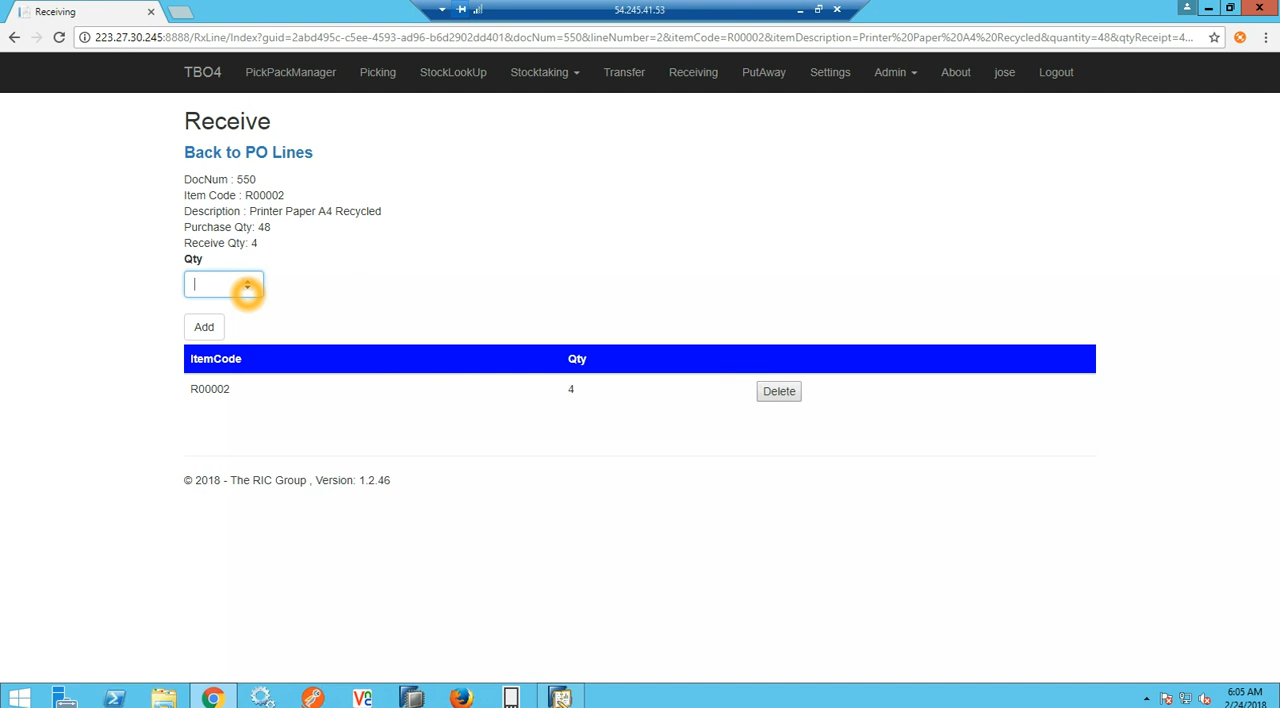 Receiving
54.245.41.53
223.27.30.245:8888/RxLine/Index?guid=2abd495c-c5ee-4593-ad96-b6d2902dd401&docNum=550&lineNumber=2&itemCode=R00002&itemDescription=Printer%20Paper%20A4%20Recycled&quantity=48&qtyReceipt=4...
TBO4 PickPackManager Picking StockLookUp Stocktaking Transfer Receiving PutAway Settings Admin About jose Logout
Receive
Back to PO Lines
DocNum : 550
Item Code : R00002
Description : Printer Paper A4 Recycled
Purchase Qty: 48
Receive Qty: 4
Qty
Add
ItemCode Qty
R00002 4 Delete
© 2018 - The RIC Group , Version: 1.2.46
6:05 AM
2/24/2018